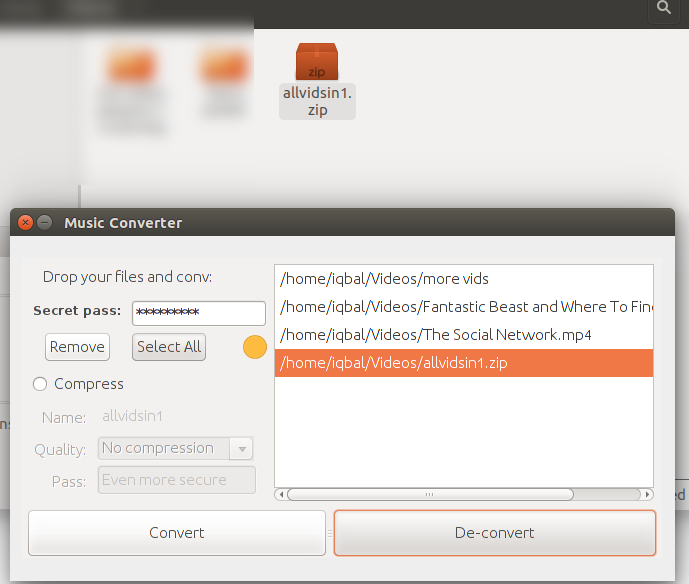 zip
allvidsin1.
zip
Music Converter
Drop your files and conv:
Secret pass: *********
Remove Select All
Compress
Name: allvidsin1
Quality: No compression
Pass: Even more secure
/home/iqbal/Videos/more vids
/home/iqbal/Videos/Fantastic Beast and Where To Fin
/home/iqbal/Videos/The Social Network.mp4
/home/iqbal/Videos/allvidsin1.zip
Convert De-convert
ns
ed